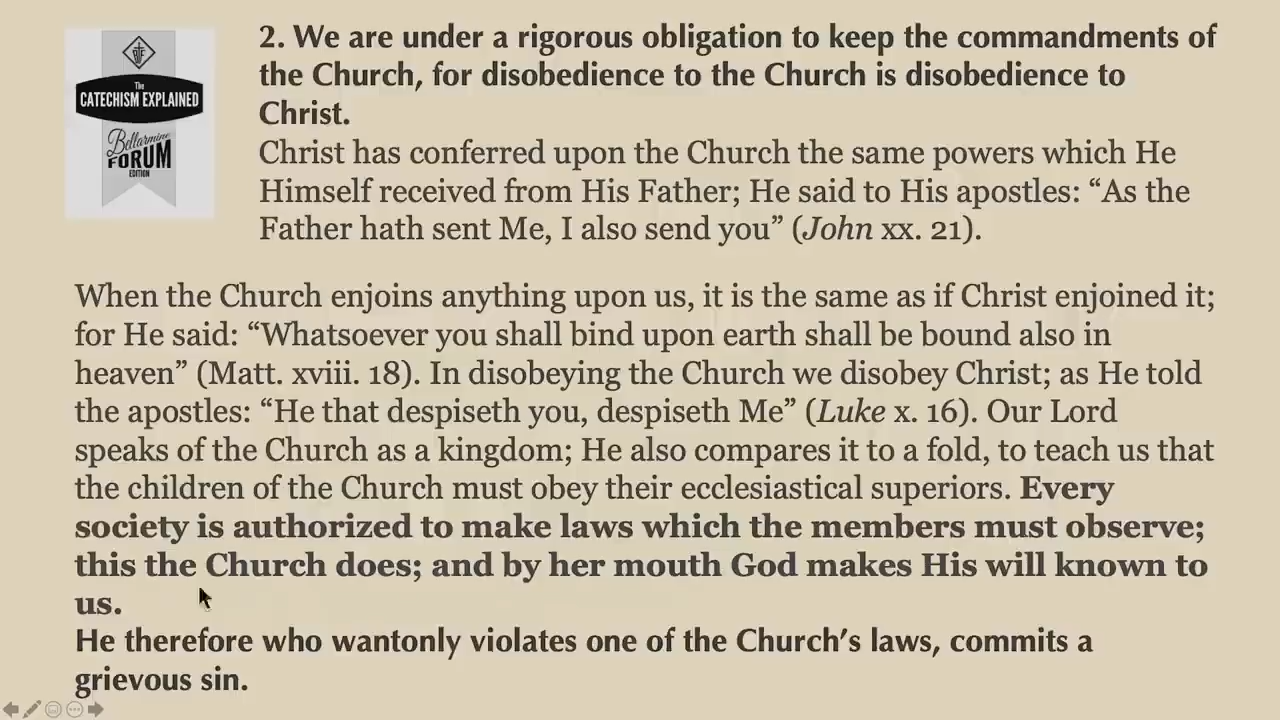 The
CATECHISM EXPLAINED
Bellarmine
FORUM
EDITION
2. We are under a rigorous obligation to keep the commandments of
the Church, for disobedience to the Church is disobedience to
Christ.
Christ has conferred upon the Church the same powers which He
Himself received from His Father; He said to His apostles: “As the
Father hath sent Me, I also send you” (John xx. 21).
When the Church enjoins anything upon us, it is the same as if Christ enjoined it;
for He said: “Whatsoever you shall bind upon earth shall be bound also in
heaven” (Matt. xviii. 18). In disobeying the Church we disobey Christ; as He told
the apostles: “He that despiseth you, despiseth Me” (Luke x. 16). Our Lord
speaks of the Church as a kingdom; He also compares it to a fold, to teach us that
the children of the Church must obey their ecclesiastical superiors. Every
society is authorized to make laws which the members must observe;
this the Church does; and by her mouth God makes His will known to
us.
He therefore who wantonly violates one of the Church’s laws, commits a
grievous sin.